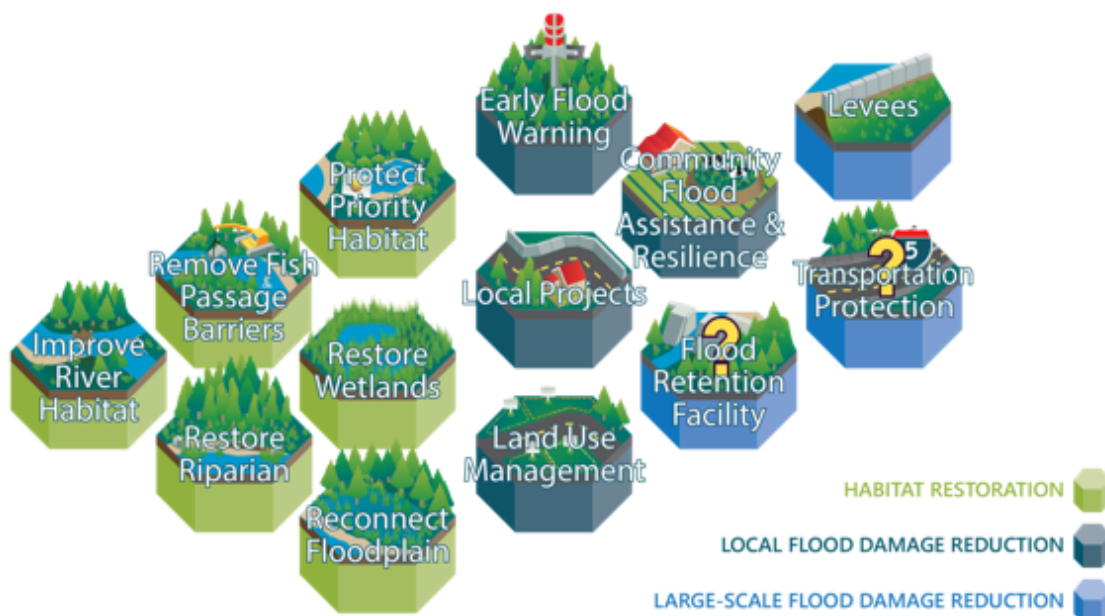 Early Flood
Warning
Levees
Community
Flood
Assistance &
Resilience
Protect
Priority
Habitat
5
Transportation
Protection
Remove Fish
Passage
Barriers
Local Projects
Improve
River
Habitat
Restore
Wetlands
?
Flood
Retention
Facility
?
Restore
Riparian
Land Use
Management
Reconnect
Floodplain
HABITAT RESTORATION
LOCAL FLOOD DAMAGE REDUCTION
LARGE-SCALE FLOOD DAMAGE REDUCTION